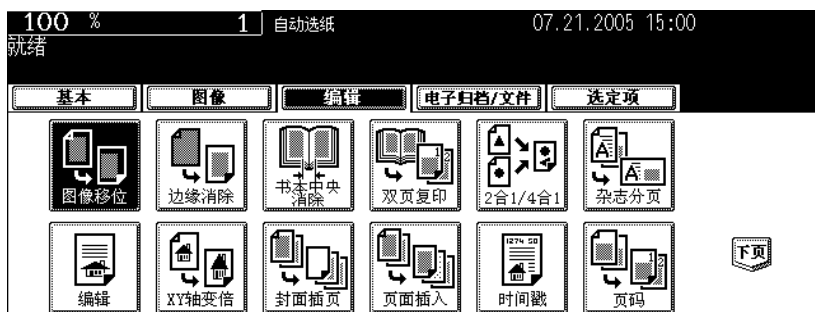 100 % 1 自动选纸 07.21.2005 15:00
就绪
基本 图像 编辑 电子归档/文件 选定项
图像移位 边缘消除 书本中央消除 双页复印 2合1/4合1 杂志分页
编辑 XY轴变倍 封面插页 页面插入 时间戳 页码 下页